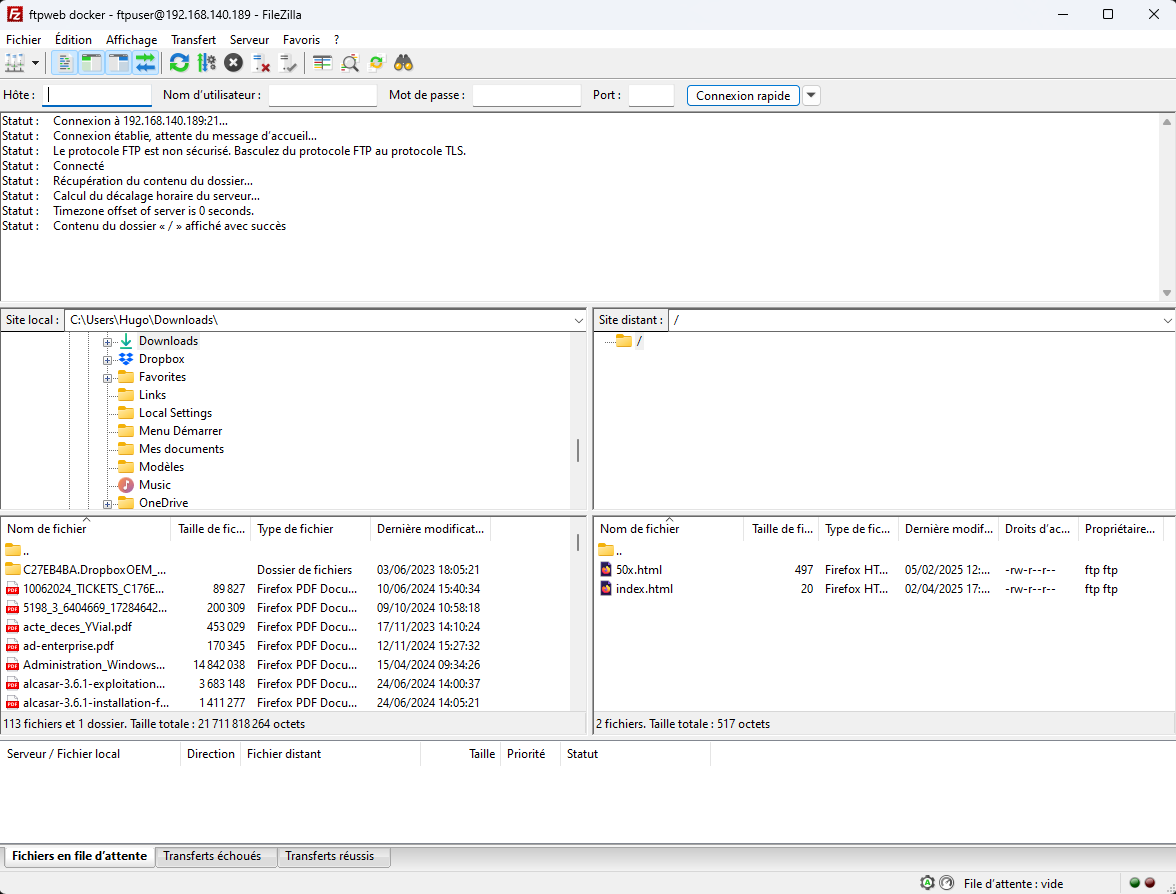 ftpweb docker - ftpuser@192.168.140.189 - FileZilla
Fichier Édition Affichage Transfert Serveur Favoris ?
Hôte : Nom d'utilisateur : Mot de passe : Port : Connexion rapide
Statut : Connexion à 192.168.140.189:21...
Statut : Connexion établie, attente du message d'accueil...
Statut : Le protocole FTP est non sécurisé. Basculez du protocole FTP au protocole TLS.
Statut : Connecté
Statut : Récupération du contenu du dossier...
Statut : Calcul du décalage horaire du serveur...
Statut : Timezone offset of server is 0 seconds.
Statut : Contenu du dossier « / » affiché avec succès
Site local : C:\Users\Hugo\Downloads\
Downloads
Dropbox
Favorites
Links
Local Settings
Menu Démarrer
Mes documents
Modèles
Music
OneDrive
Site distant : /
/
Nom de fichier Taille de fic... Type de fichier Dernière modificat...
..
C27EB4BA.DropboxOEM_... Dossier de fichiers 03/06/2023 18:05:21
10062024_TICKETS_C176E... 89 827 Firefox PDF Docu... 10/06/2024 15:40:34
5198_3_6404669_17284642... 200 309 Firefox PDF Docu... 09/10/2024 10:58:18
acte_deces_YVial.pdf 453 029 Firefox PDF Docu... 17/11/2023 14:10:24
ad-enterprise.pdf 170 345 Firefox PDF Docu... 12/11/2024 15:27:32
Administration_Windows... 14 842 038 Firefox PDF Docu... 15/04/2024 09:34:26
alcasar-3.6.1-exploitation... 3 683 148 Firefox PDF Docu... 24/06/2024 14:00:37
alcasar-3.6.1-installation-f... 1 411 277 Firefox PDF Docu... 24/06/2024 14:05:21
113 fichiers et 1 dossier. Taille totale : 21 711 818 264 octets
Nom de fichier Taille de fi... Type de fic... Dernière modif... Droits d'ac... Propriétaire...
..
50x.html 497 Firefox HT... 05/02/2025 12:... -rw-r--r-- ftp ftp
index.html 20 Firefox HT... 02/04/2025 17:... -rw-r--r-- ftp ftp
2 fichiers. Taille totale : 517 octets
Serveur / Fichier local Direction Fichier distant Taille Priorité Statut
Fichiers en file d'attente Transferts échoués Transferts réussis
File d'attente : vide